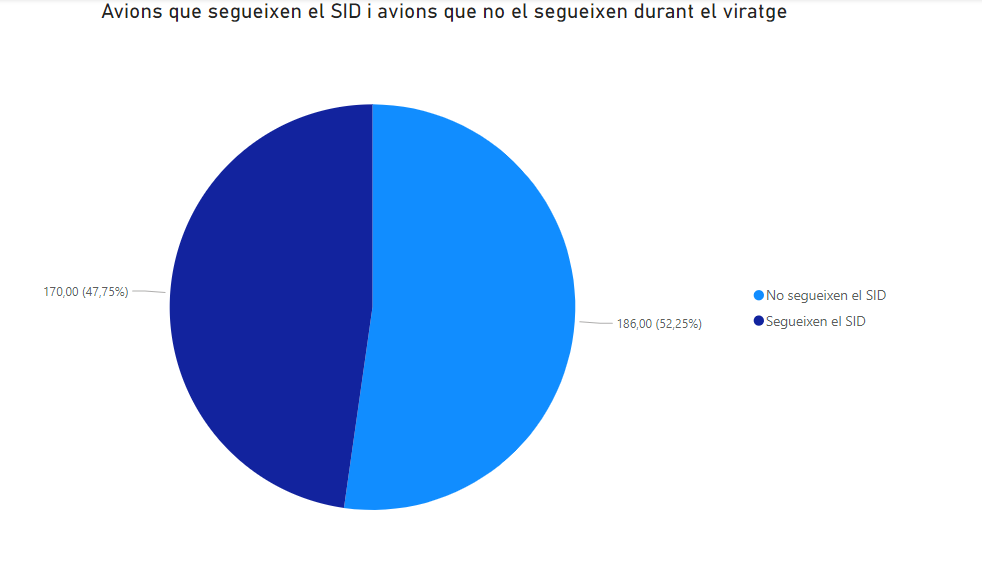 Avions que segueixen el SID i avions que no el segueixen durant el viratge
170,00 (47,75%)
186,00 (52,25%)
No segueixen el SID
Segueixen el SID